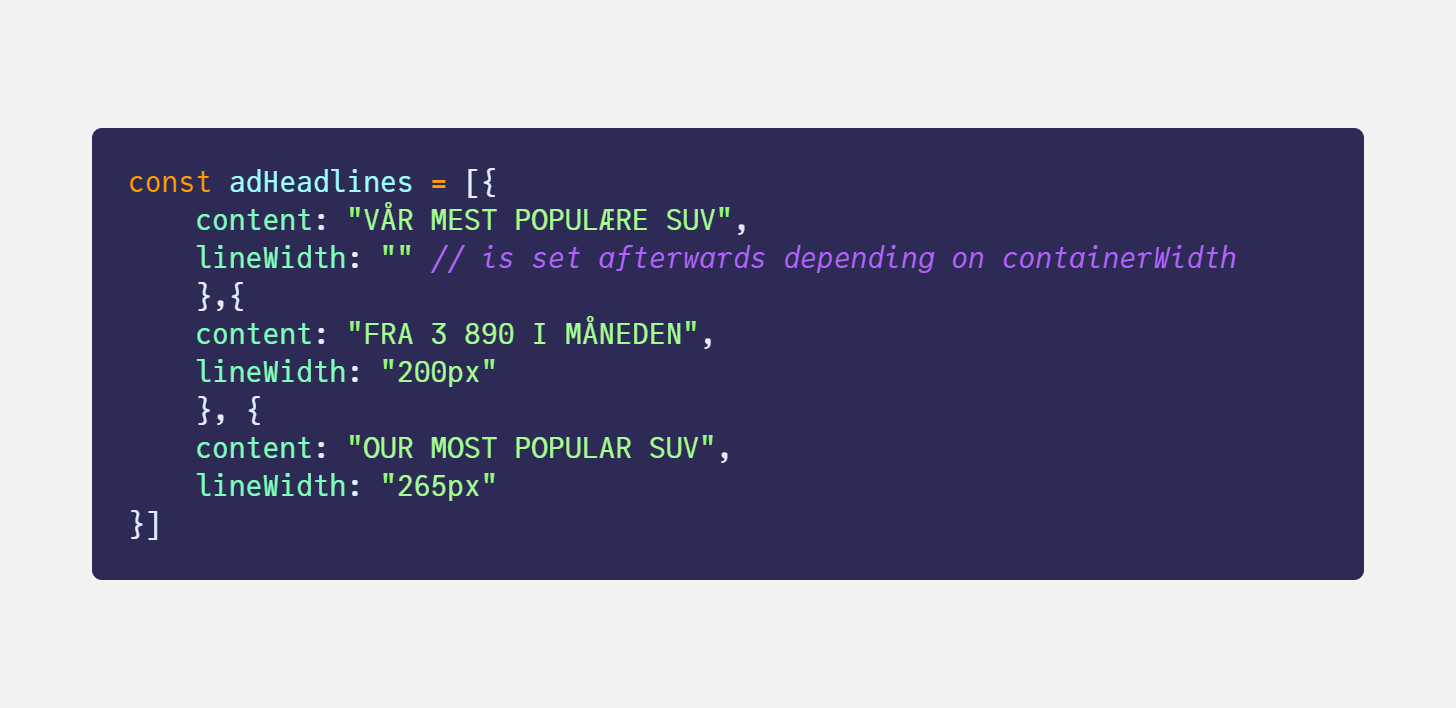 const adHeadlines = [{
    content: "VÅR MEST POPULÆRE SUV",
    lineWidth: "" // is set afterwards depending on containerWidth
    },{
    content: "FRA 3 890 I MÅNEDEN",
    lineWidth: "200px"
    }, {
    content: "OUR MOST POPULAR SUV",
    lineWidth: "265px"
}]